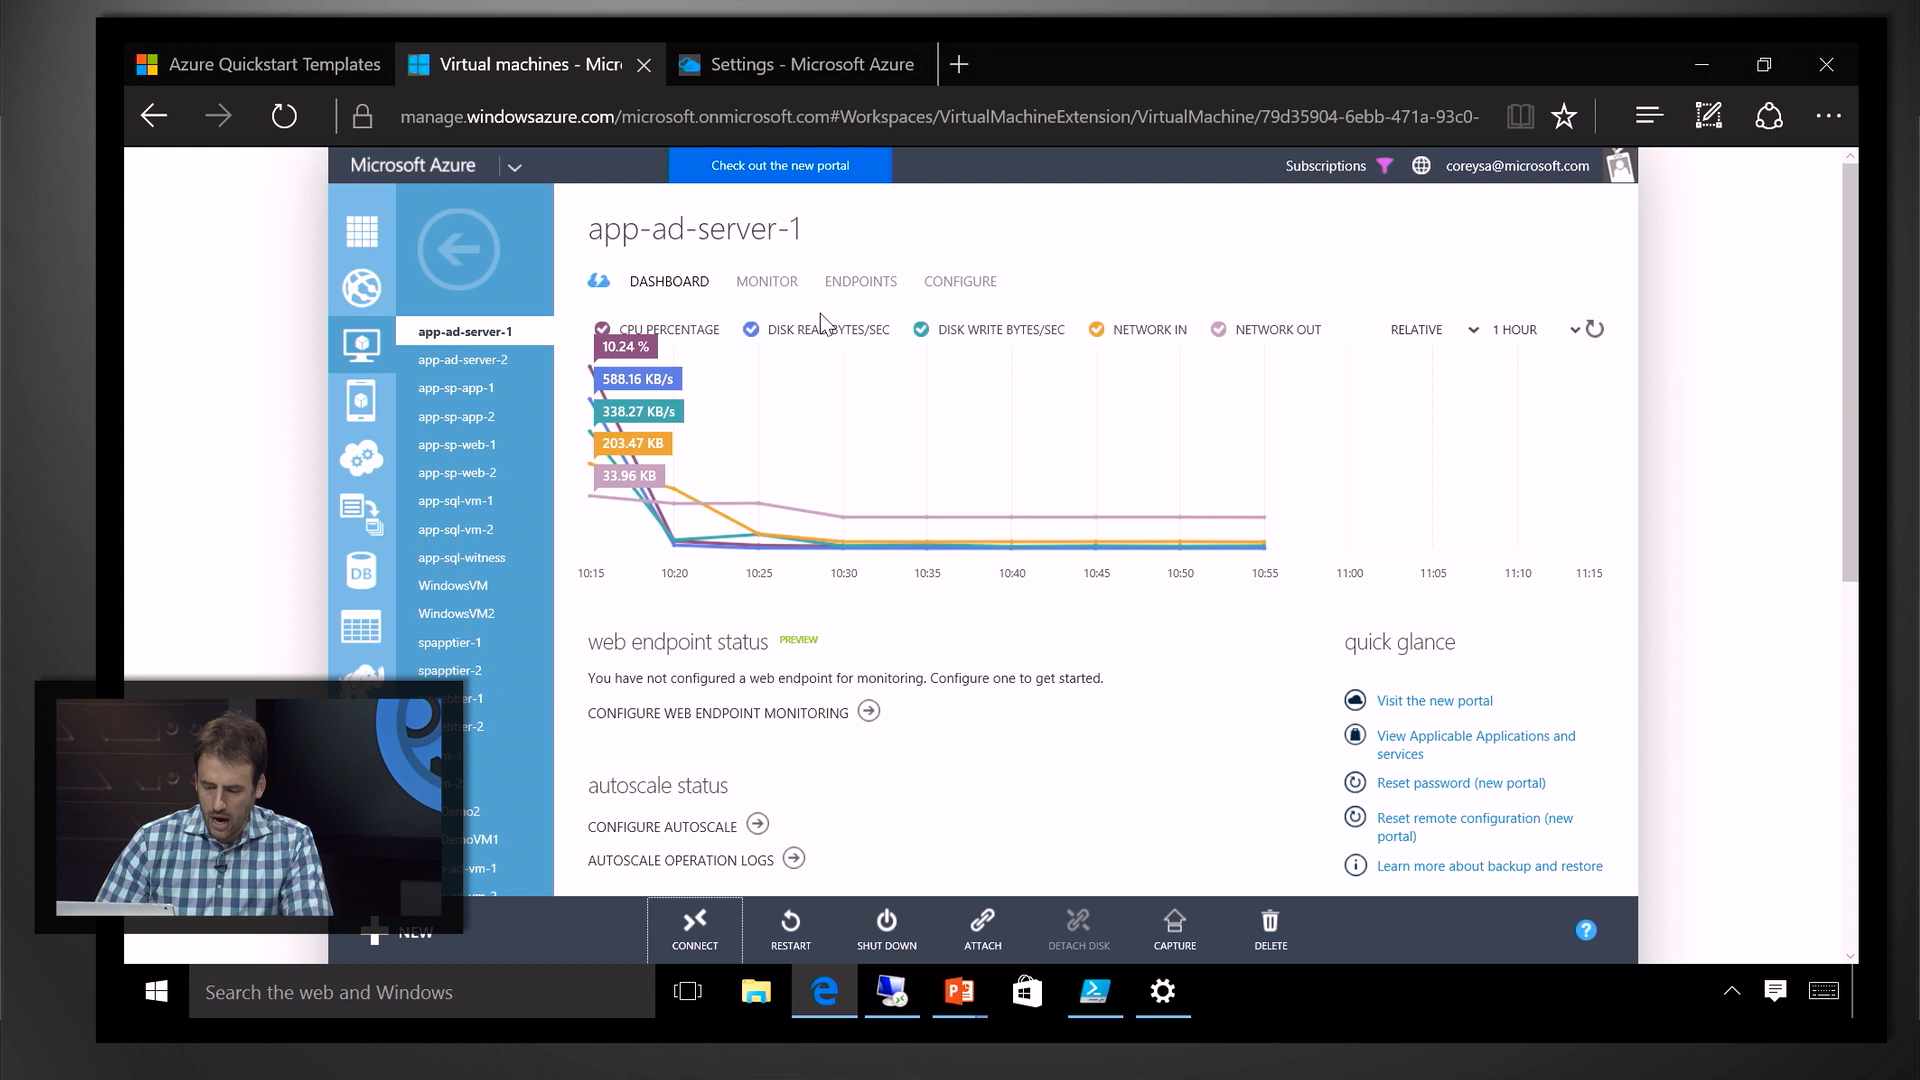 Azure Quickstart Templates
Virtual machines - Micr
Settings - Microsoft Azure
manage.windowsazure.com/microsoft.onmicrosoft.com#Workspaces/VirtualMachineExtension/VirtualMachine/79d35904-6ebb-471a-93c0-
Microsoft Azure
Check out the new portal
Subscriptions
coreysa@microsoft.com
app-ad-server-1
app-ad-server-2
app-sp-app-1
app-sp-app-2
app-sp-web-1
app-sp-web-2
app-sql-vm-1
app-sql-vm-2
app-sql-witness
WindowsVM
WindowsVM2
spapptier-1
spapptier-2
DB
app-ad-server-1
DASHBOARD MONITOR ENDPOINTS CONFIGURE
CPU PERCENTAGE DISK READ BYTES/SEC DISK WRITE BYTES/SEC NETWORK IN NETWORK OUT RELATIVE 1 HOUR
10.24 %
588.16 KB/s
338.27 KB/s
203.47 KB
33.96 KB
10:15 10:20 10:25 10:30 10:35 10:40 10:45 10:50 10:55 11:00 11:05 11:10 11:15
web endpoint status PREVIEW
You have not configured a web endpoint for monitoring. Configure one to get started.
CONFIGURE WEB ENDPOINT MONITORING
autoscale status
CONFIGURE AUTOSCALE
AUTOSCALE OPERATION LOGS
quick glance
Visit the new portal
View Applicable Applications and
services
Reset password (new portal)
Reset remote configuration (new
portal)
Learn more about backup and restore
NEW
CONNECT RESTART SHUT DOWN ATTACH DETACH DISK CAPTURE DELETE
Search the web and Windows